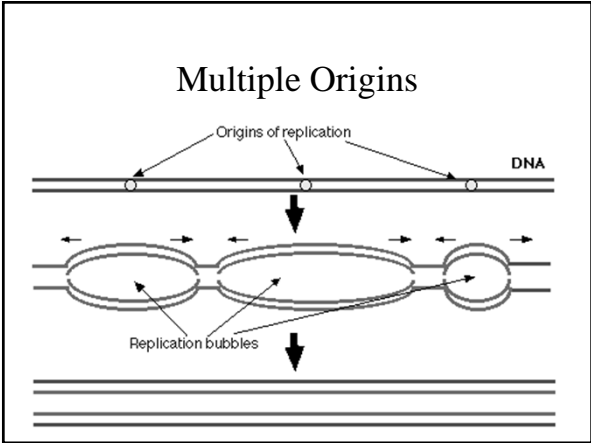 Multiple Origins
Origins of replication
DNA
Replication bubbles